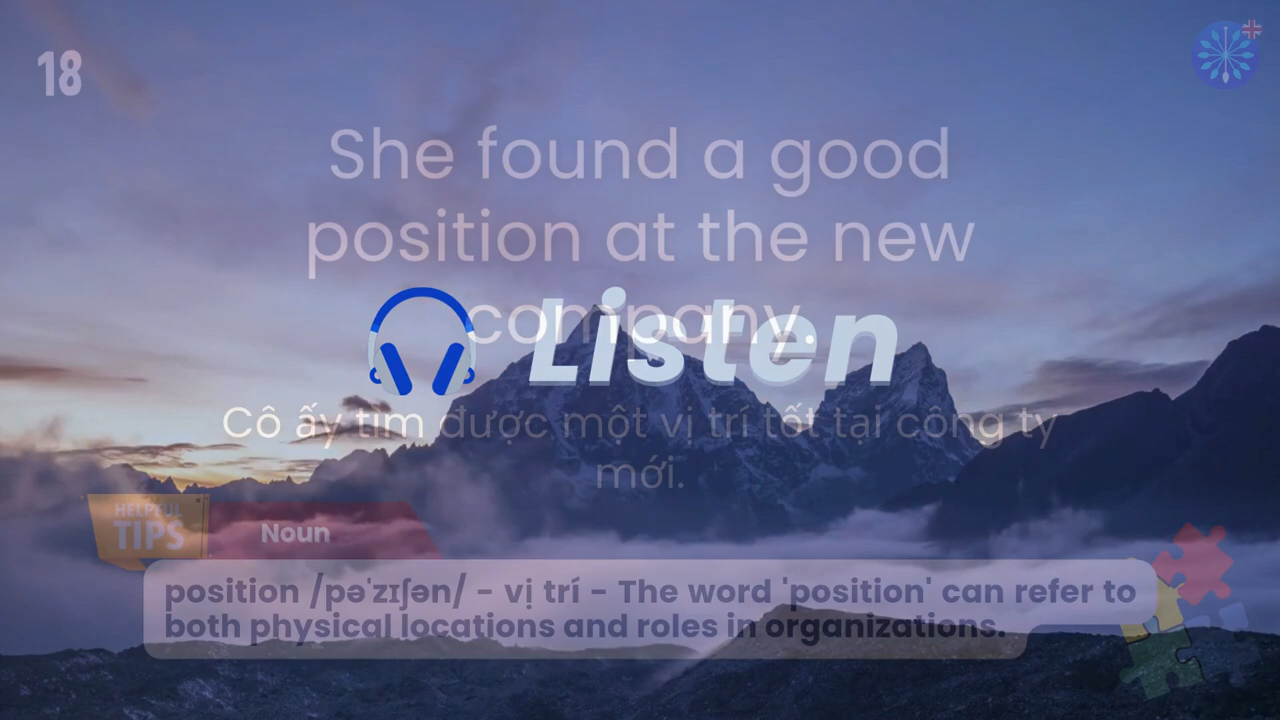 18
She found a good
position at the new
company.
Listen
Cô ấy tìm được một vị trí tốt tại công ty
mới.
HELPFUL
TIPS
Noun
position /pəˈzɪʃən/ - vị trí - The word 'position' can refer to
both physical locations and roles in organizations.